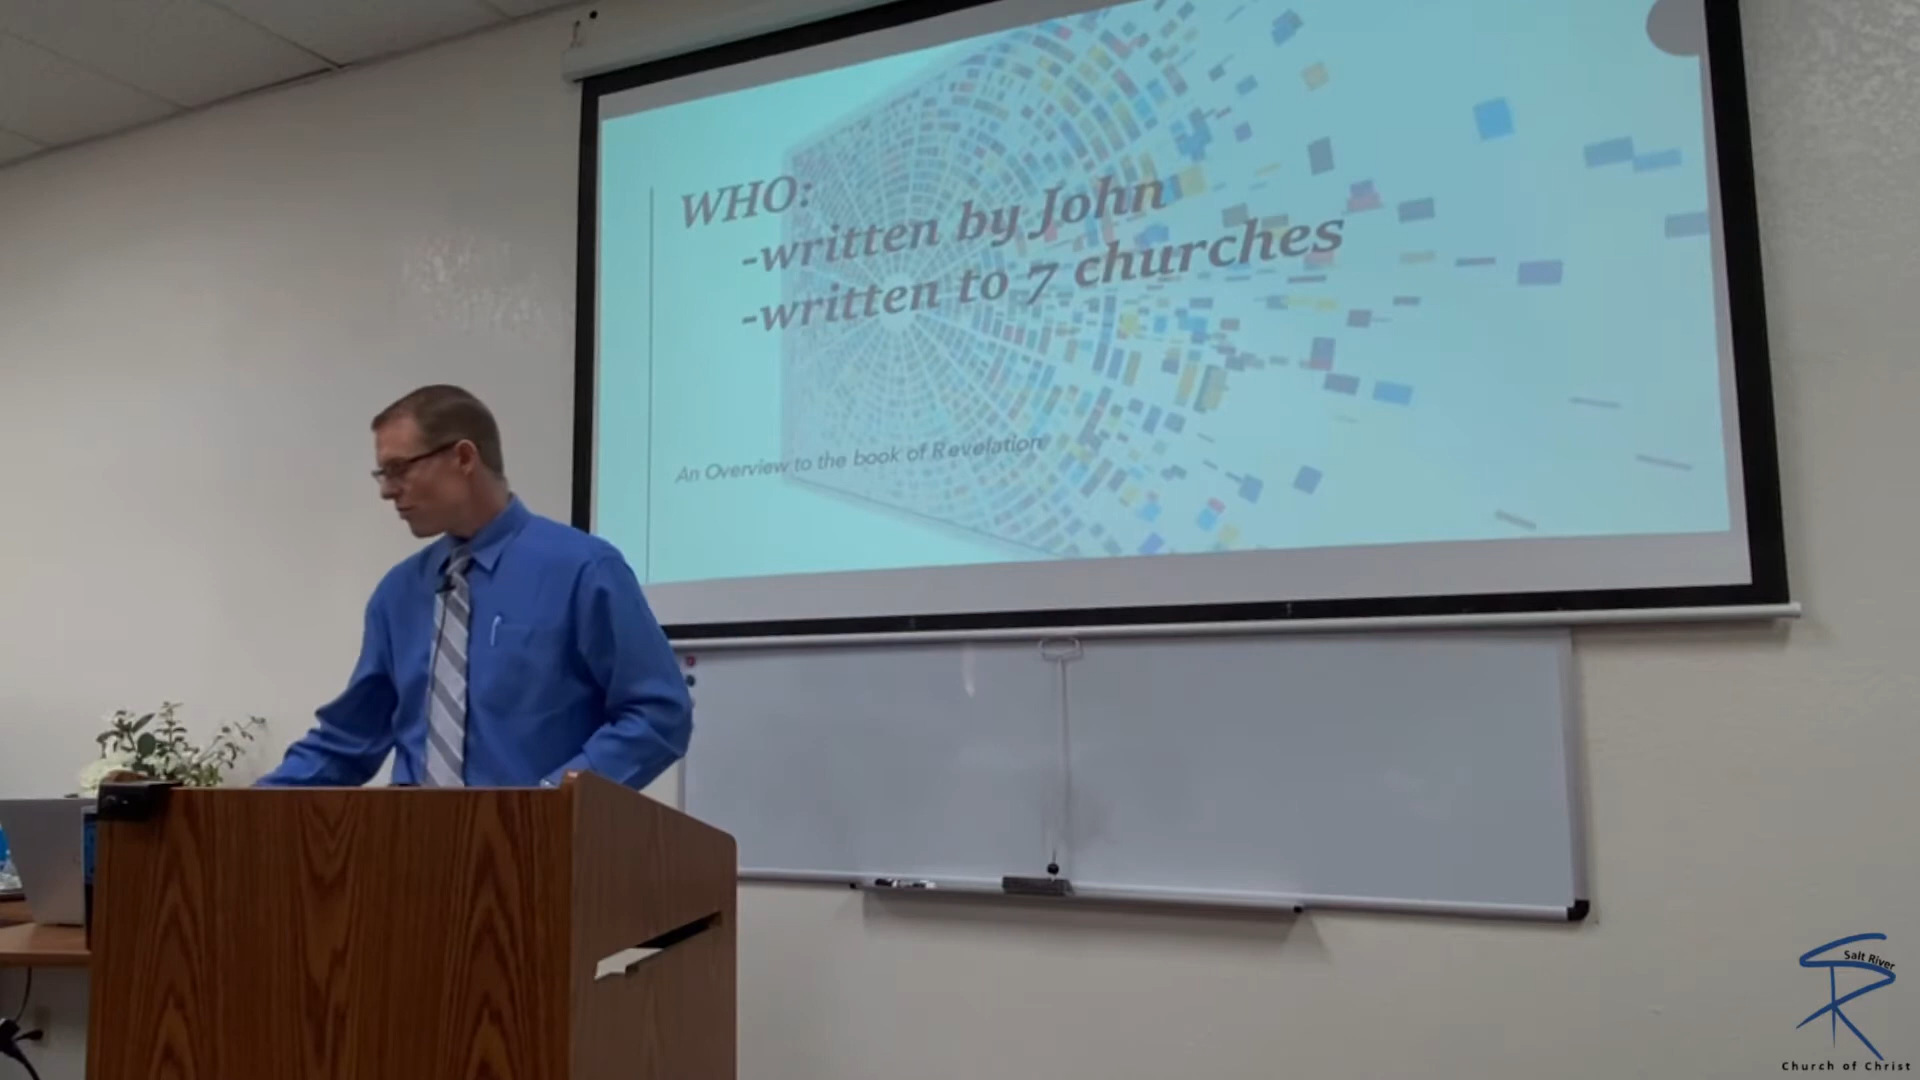 WHO:
-written by John
-written to 7 churches
An Overview to the book of Revelation
Salt River
Church of Christ